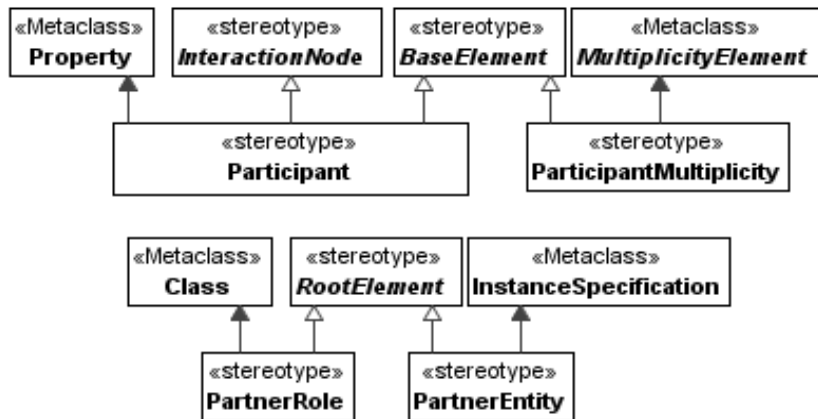 «Metaclass»
Property
«stereotype»
InteractionNode
«stereotype»
BaseElement
«Metaclass»
MultiplicityElement
«stereotype»
Participant
«stereotype»
ParticipantMultiplicity
«Metaclass»
Class
«stereotype»
RootElement
«Metaclass»
InstanceSpecification
«stereotype»
PartnerRole
«stereotype»
PartnerEntity